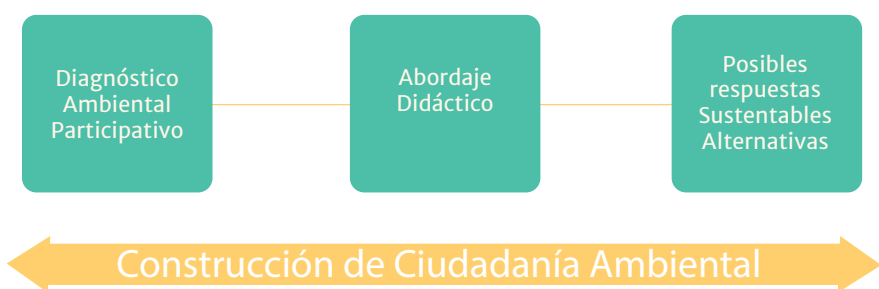 Diagnóstico
Ambiental
Participativo
Abordaje
Didáctico
Posibles
respuestas
Sustentables
Alternativas
Construcción de Ciudadanía Ambiental